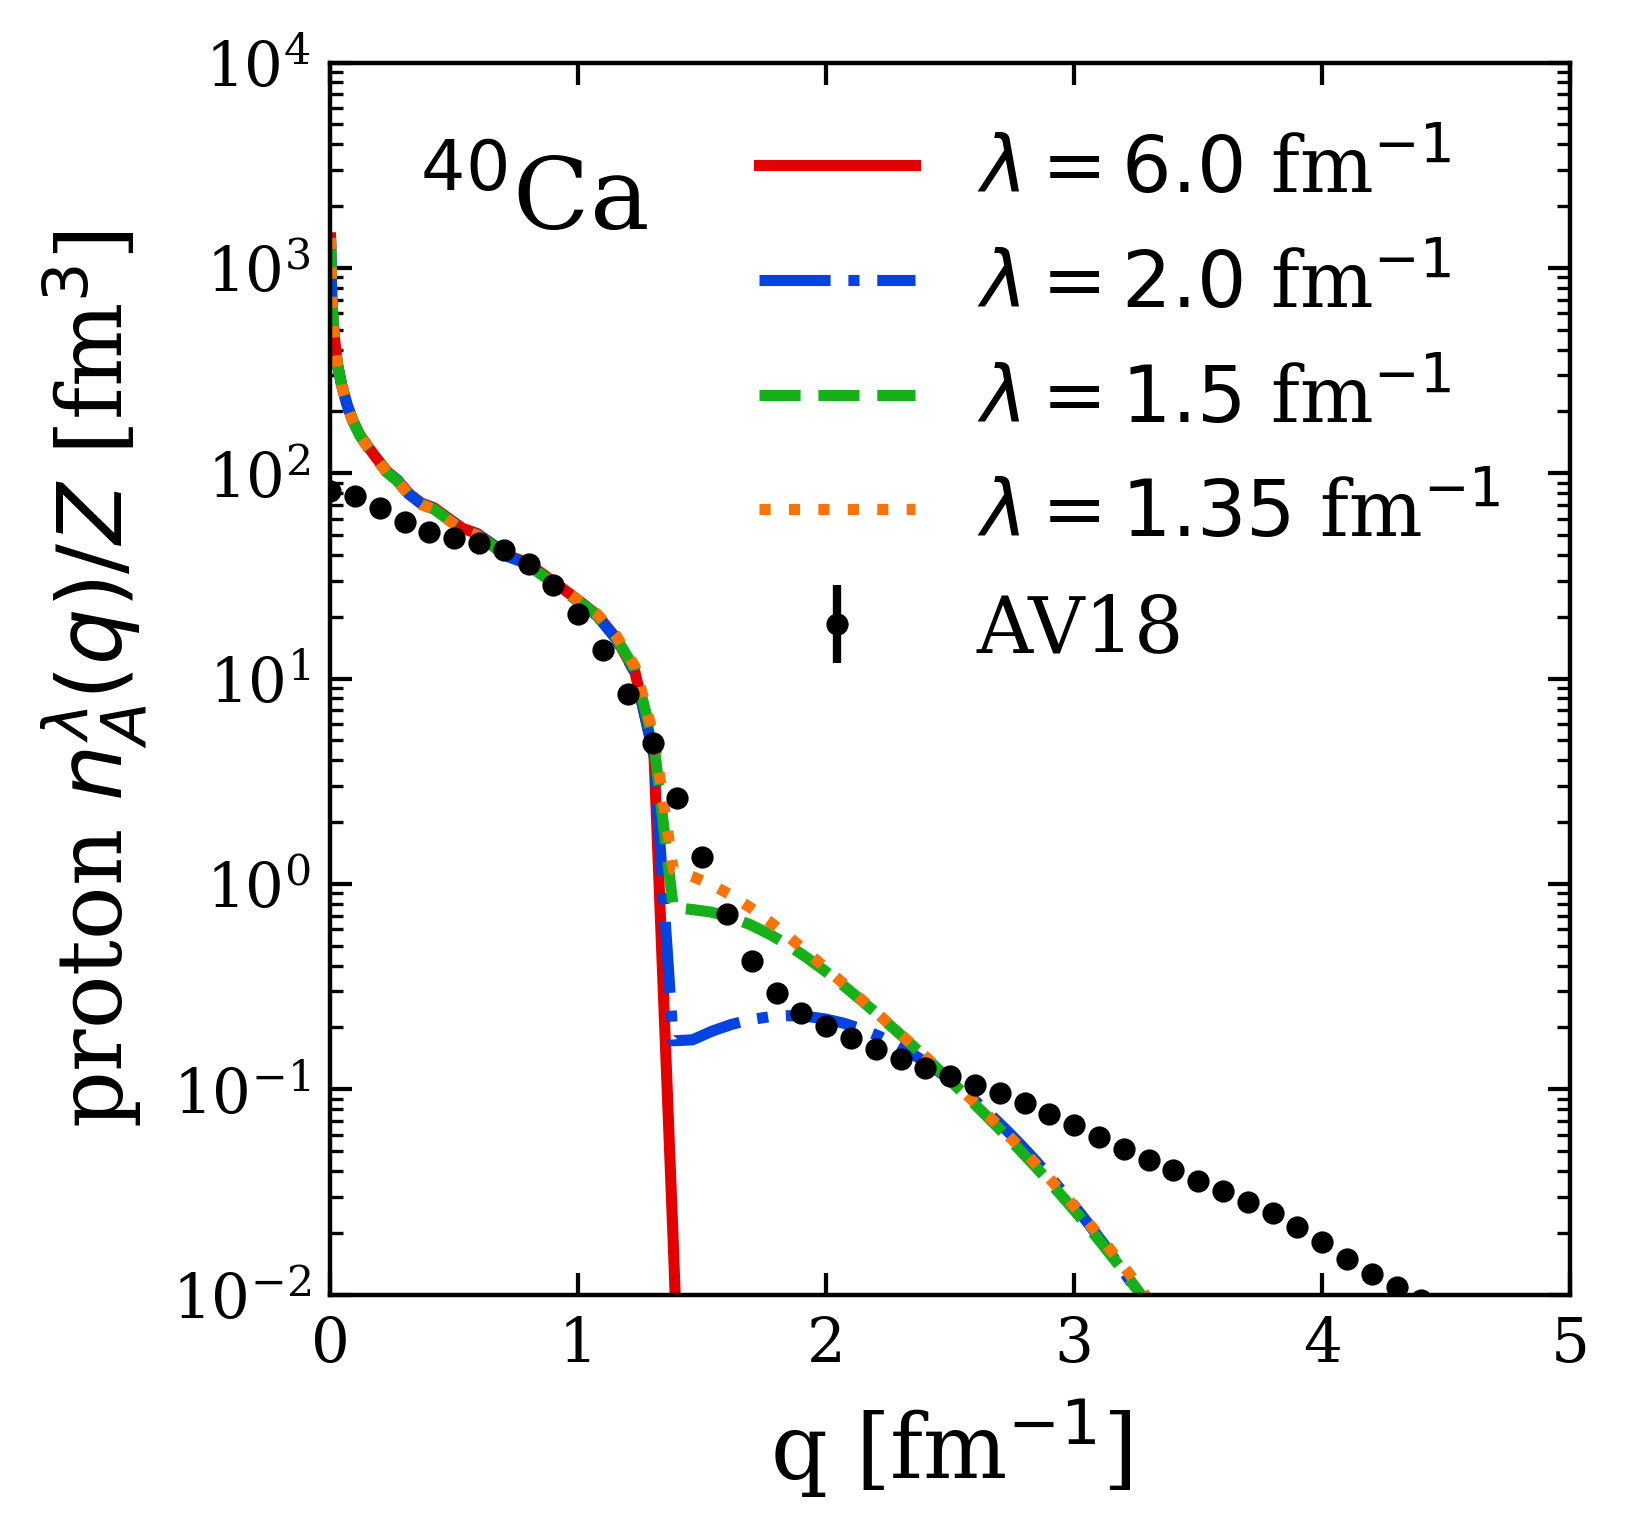 ⁴⁰Ca
λ = 6.0 fm⁻¹
λ = 2.0 fm⁻¹
λ = 1.5 fm⁻¹
λ = 1.35 fm⁻¹
AV18
proton n_A^λ(q)/Z [fm³]
10⁴
10³
10²
10¹
10⁰
10⁻¹
10⁻²
0 1 2 3 4 5
q [fm⁻¹]